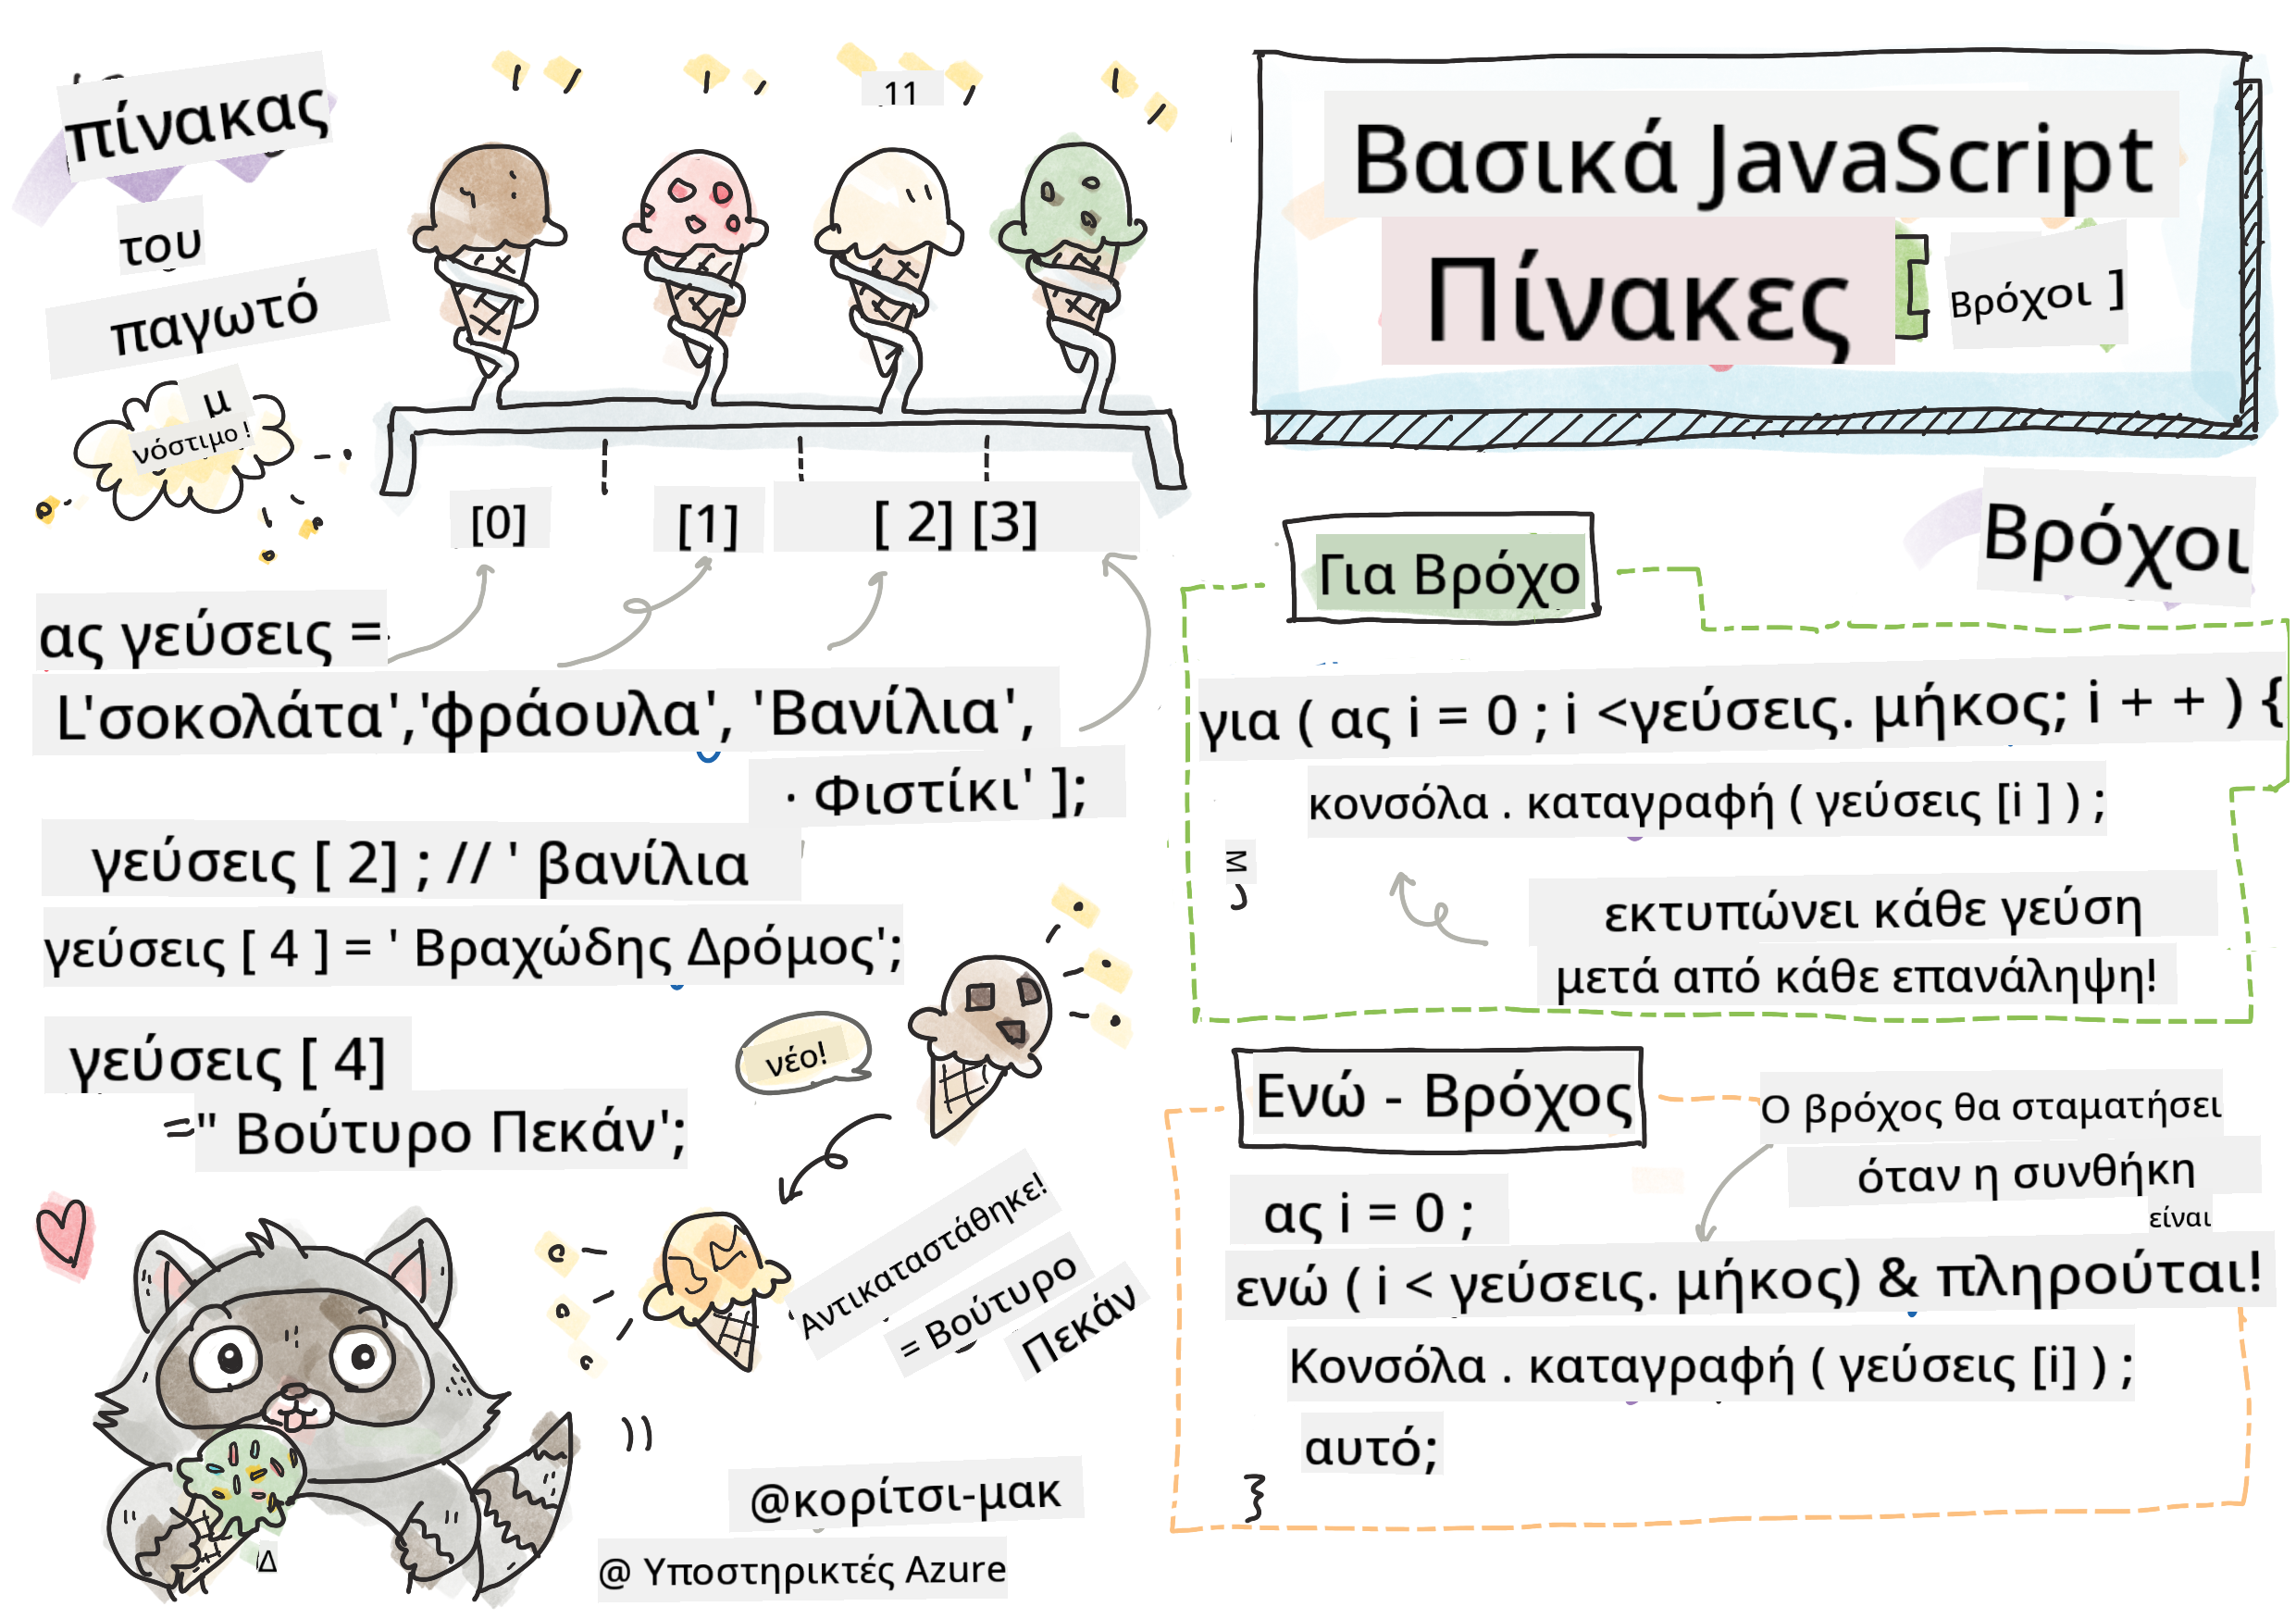 πίνακας
του
παγωτό
μ
νόστιμο!
11
[0] [1] [ 2] [3]
ας γεύσεις =
L'σοκολάτα','φράουλα', 'Βανίλια',
· Φιστίκι' ];
γεύσεις [ 2] ; // ' βανίλια
γεύσεις [ 4 ] = ' Βραχώδης Δρόμος';
γεύσεις [ 4]
=" Βούτυρο Πεκάν';
νέο!
Αντικαταστάθηκε!
= Βούτυρο
Πεκάν
@κορίτσι-μακ
@ Υποστηρικτές Azure
Δ
Βασικά JavaScript
Πίνακες [ Βρόχοι ]
Βρόχοι
Για Βρόχο
για ( ας i = 0 ; i <γεύσεις. μήκος; i + + ) {
κονσόλα . καταγραφή ( γεύσεις [i ] ) ;
Μ
εκτυπώνει κάθε γεύση
μετά από κάθε επανάληψη!
Ενώ - Βρόχος
Ο βρόχος θα σταματήσει
όταν η συνθήκη
είναι
ας i = 0 ;
ενώ ( i < γεύσεις. μήκος) & πληρούται!
Κονσόλα . καταγραφή ( γεύσεις [i] ) ;
αυτό;
}